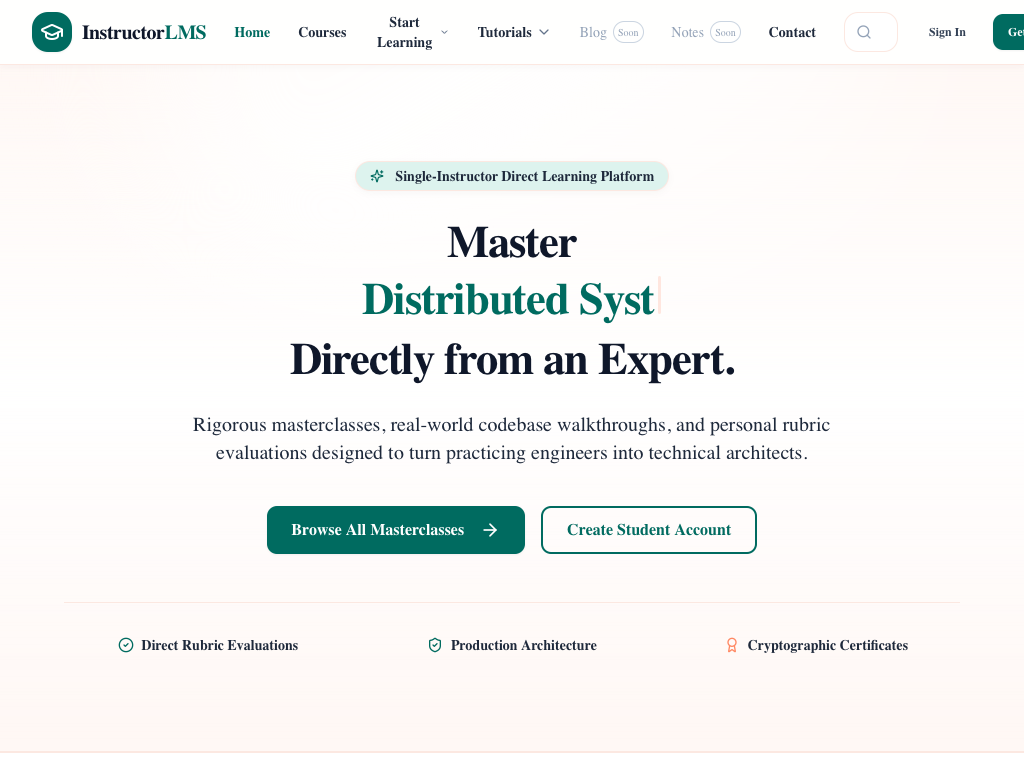 InstructorLMS
Home
Courses
Start
Learning
Tutorials
Blog
Soon
Notes
Soon
Contact
Sign In
Get
Single-Instructor Direct Learning Platform
Master
Distributed Syst
Directly from an Expert.
Rigorous masterclasses, real-world codebase walkthroughs, and personal rubric
evaluations designed to turn practicing engineers into technical architects.
Browse All Masterclasses
Create Student Account
Direct Rubric Evaluations
Production Architecture
Cryptographic Certificates